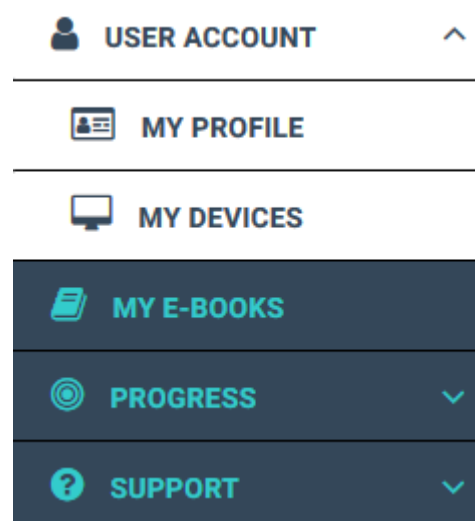 USER ACCOUNT
MY PROFILE
MY DEVICES
MY E-BOOKS
PROGRESS
SUPPORT